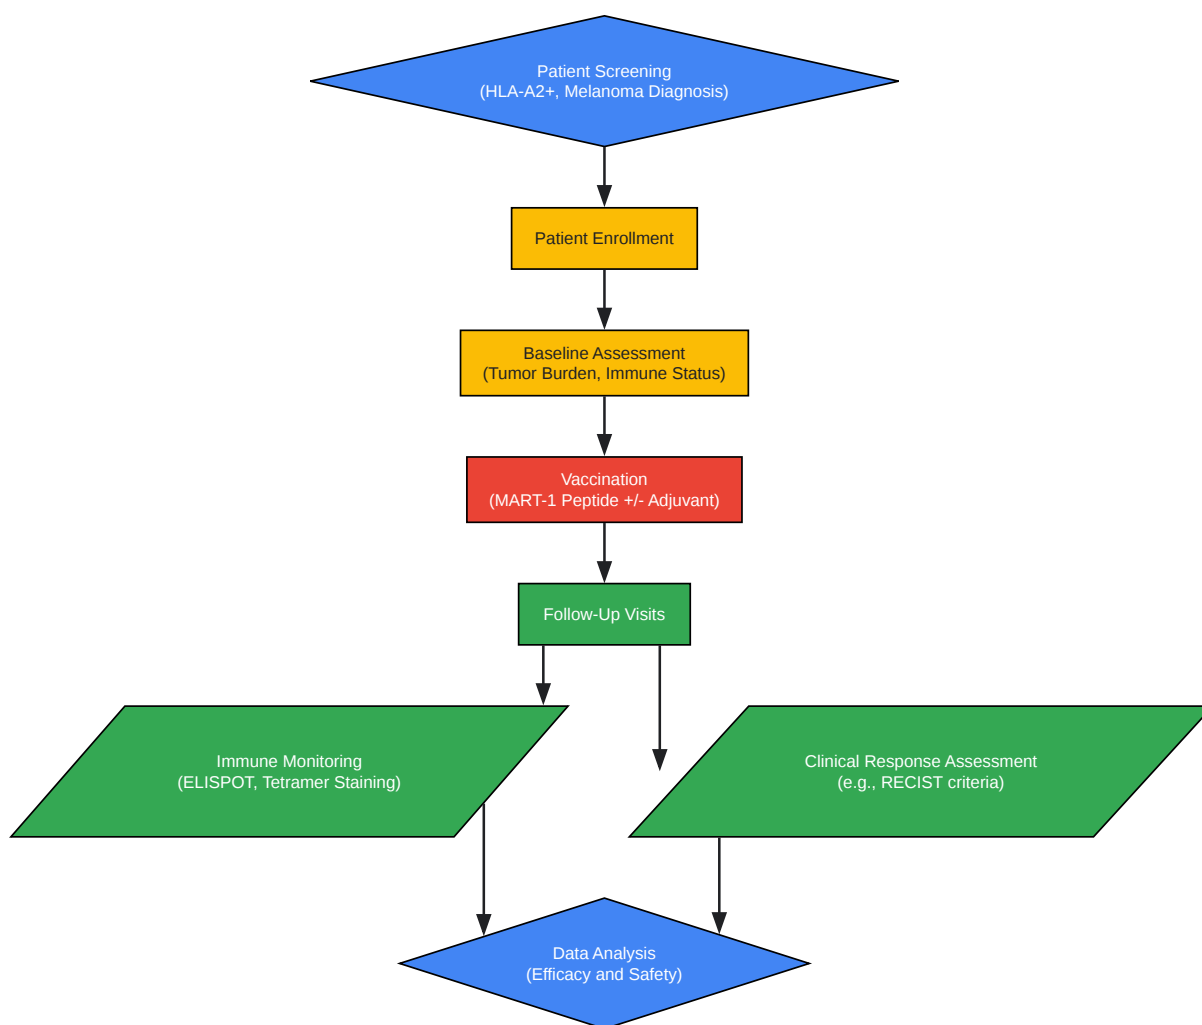 Patient Screening
(HLA-A2+, Melanoma Diagnosis)
Patient Enrollment
Baseline Assessment
(Tumor Burden, Immune Status)
Vaccination
(MART-1 Peptide +/- Adjuvant)
Follow-Up Visits
Immune Monitoring
(ELISPOT, Tetramer Staining)
Clinical Response Assessment
(e.g., RECIST criteria)
Data Analysis
(Efficacy and Safety)